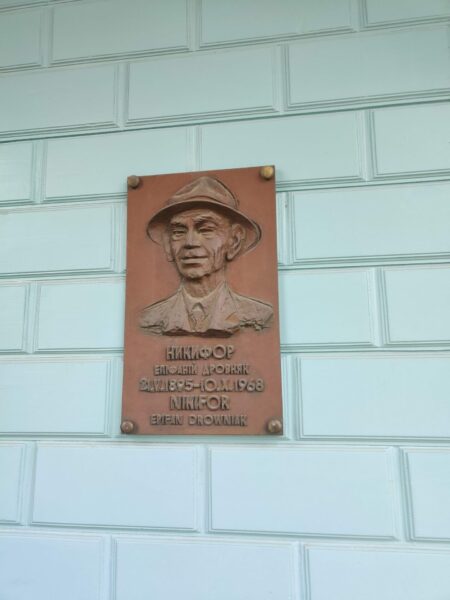 НИКИФОР
ЕПІФАНІЙ ДРОВНЯК
21.V.1895-10.X.1968
NIKIFOR
EPIFAN DROWNIAK